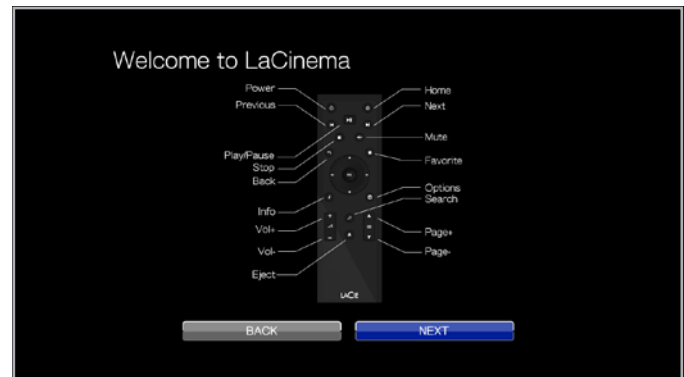 Welcome to LaCinema
Power
Home
Previous
Next
Mute
Play/Pause
Favorite
Stop
Back
Options
Search
Info
Vol+
Page+
Vol-
Page-
Eject
LACIE
BACK
NEXT